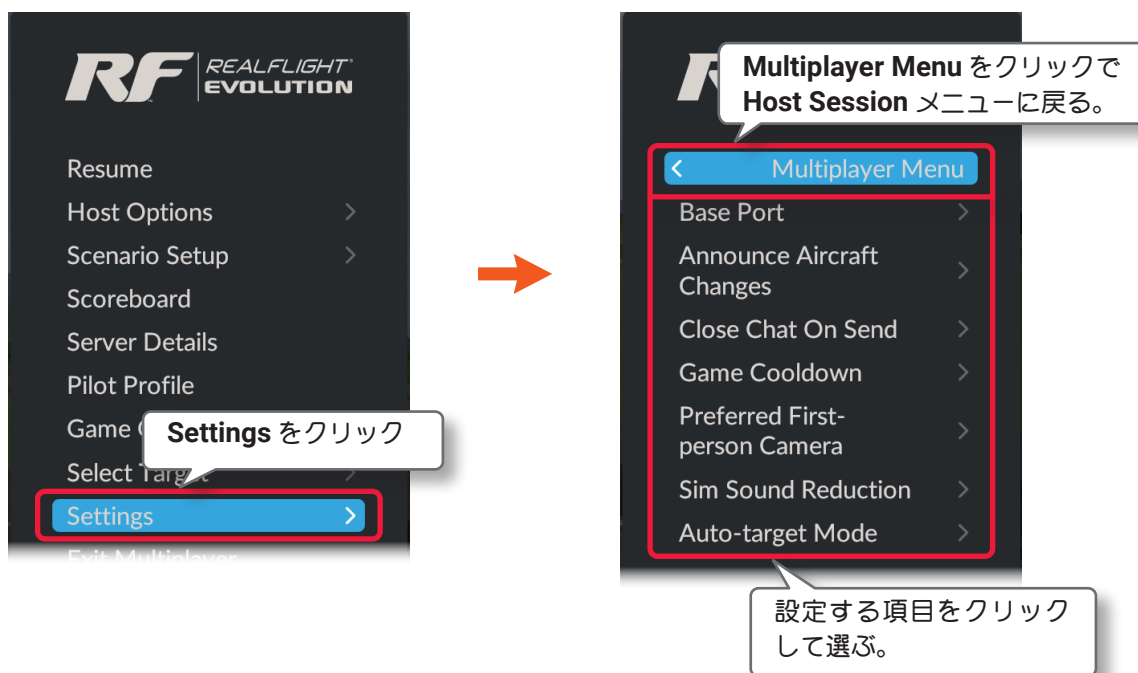 RF REALFLIGHT
EVOLUTION
Resume
Host Options
Scenario Setup
Scoreboard
Server Details
Pilot Profile
Game
Settings をクリック
Select Target
Settings
Exit Multiplayer
Multiplayer Menu をクリックで
Host Session メニューに戻る。
Multiplayer Menu
Base Port
Announce Aircraft
Changes
Close Chat On Send
Game Cooldown
Preferred First-
person Camera
Sim Sound Reduction
Auto-target Mode
設定する項目をクリック
して選ぶ。